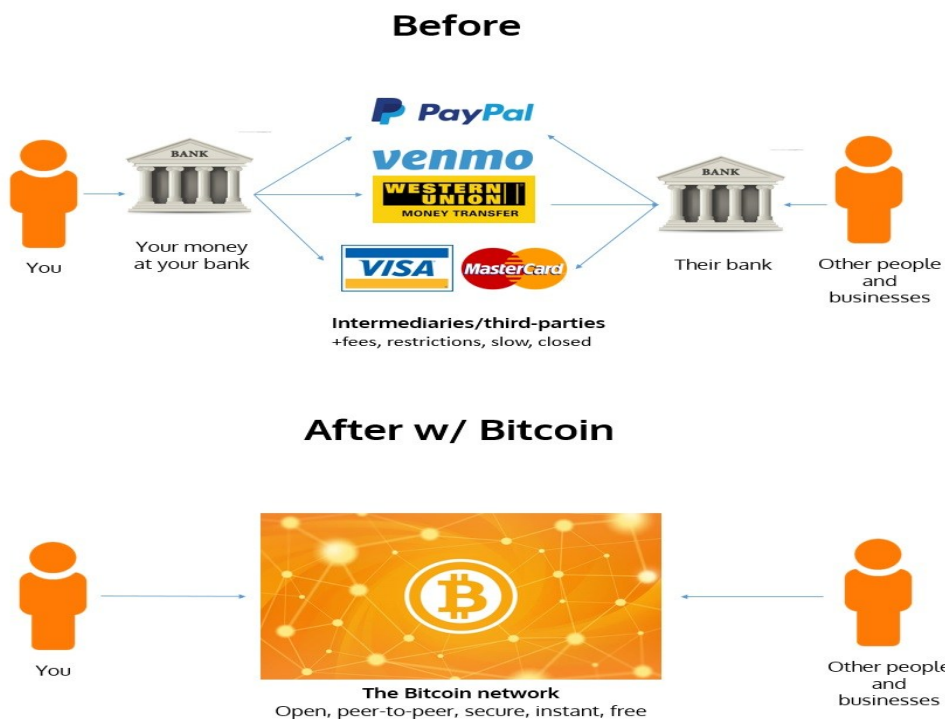 Before
PayPal
venmo
BANK
WESTERN
UNION
MONEY TRANSFER
BANK
You
Your money
at your bank
VISA
MasterCard
Their bank
Other people
and
businesses
Intermediaries/third-parties
+fees, restrictions, slow, closed
After w/ Bitcoin
You
The Bitcoin network
Open, peer-to-peer, secure, instant, free
Other people
and
businesses